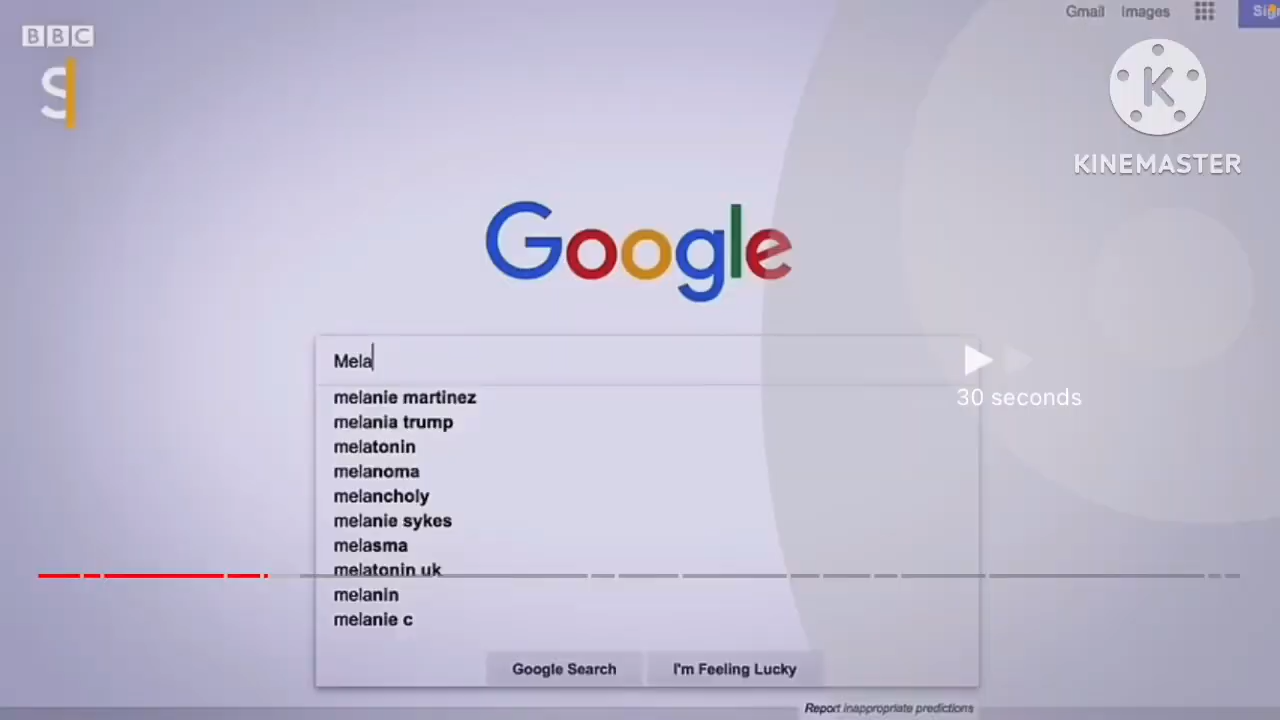 BBC
S
Gmail Images
K
KINEMASTER
Google
Mela
melanie martinez
melania trump
melatonin
melanoma
melancholy
melanie sykes
melasma
melatonin uk
melanin
melanie c
30 seconds
Google Search I'm Feeling Lucky
Report inappropriate predictions